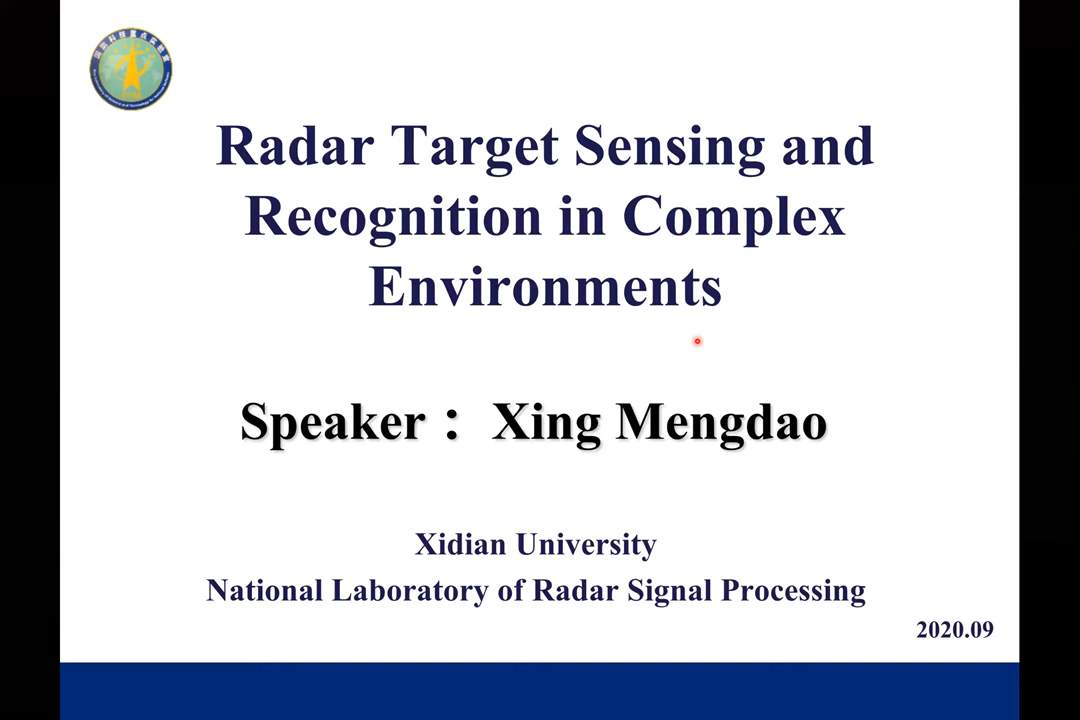 Radar Target Sensing and
Recognition in Complex
Environments
Speaker： Xing Mengdao
Xidian University
National Laboratory of Radar Signal Processing
2020.09